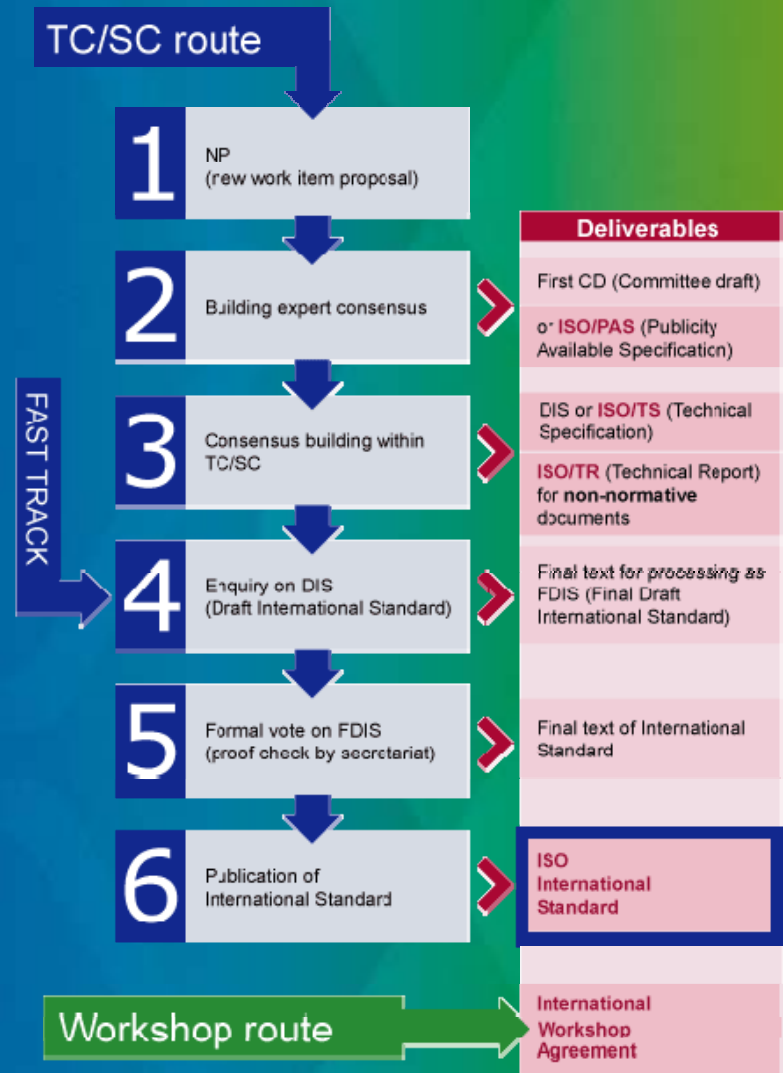 TC/SC route
1
NP
(new work item proposal)
Deliverables
2
Building expert consensus
First CD (Committee draft)
or ISO/PAS (Publicity
Available Specification)
FAST TRACK
3
Consensus building within
TC/SC
DIS or ISO/TS (Technical
Specification)
ISO/TR (Technical Report)
for non-normative
documents
4
Enquiry on DIS
(Draft International Standard)
Final text for processing as
FDIS (Final Draft
International Standard)
5
Formal vote on FDIS
(proof check by secretariat)
Final text of International
Standard
6
Publication of
International Standard
ISO
International
Standard
Workshop route
International
Workshop
Agreement